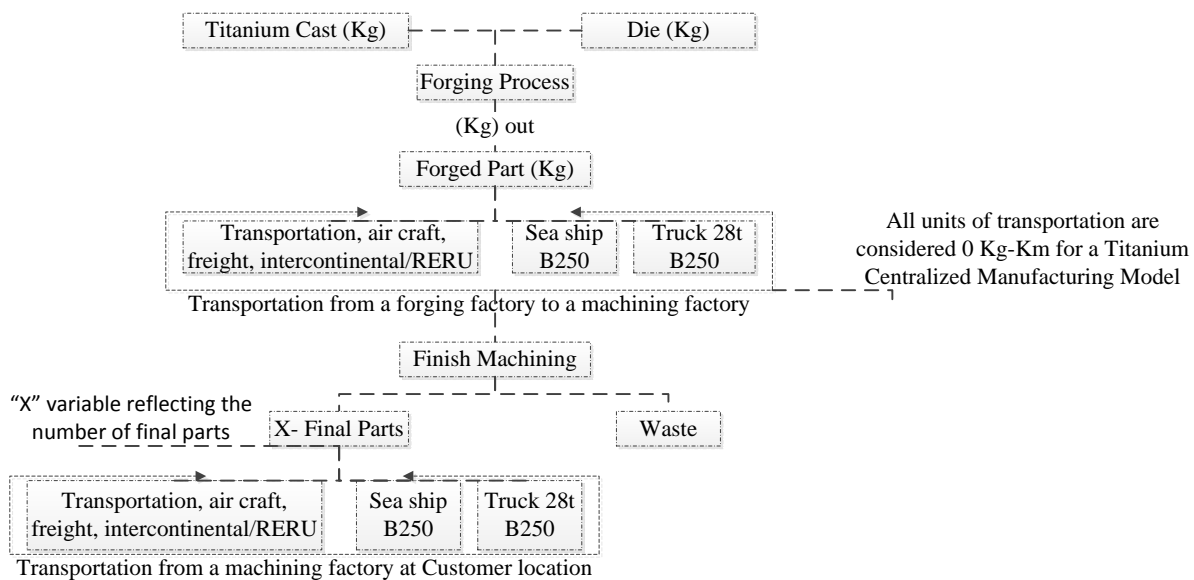 Titanium Cast (Kg)
Die (Kg)
Forging Process
(Kg) out
Forged Part (Kg)
Transportation, air craft,
freight, intercontinental/RERU
Sea ship
B250
Truck 28t
B250
All units of transportation are
considered 0 Kg-Km for a Titanium
Centralized Manufacturing Model
Transportation from a forging factory to a machining factory
Finish Machining
“X” variable reflecting the
number of final parts
X- Final Parts
Waste
Transportation, air craft,
freight, intercontinental/RERU
Sea ship
B250
Truck 28t
B250
Transportation from a machining factory at Customer location